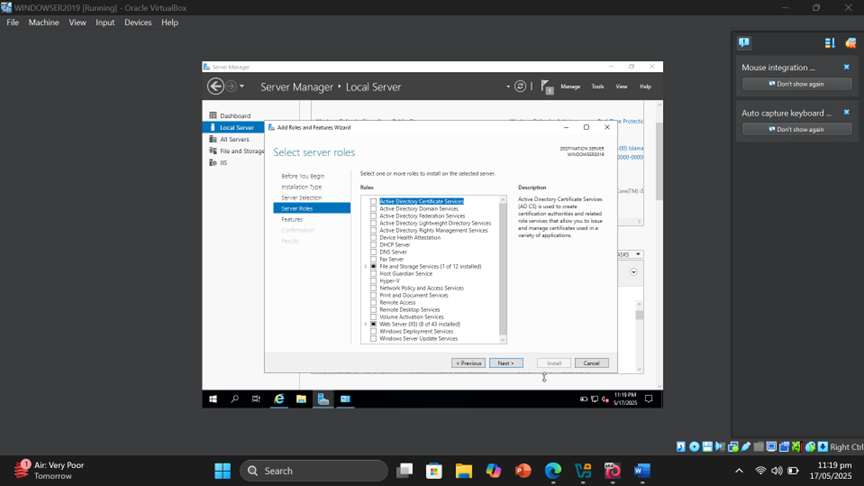 WINDOWSER2019 [Running] - Oracle VirtualBox
File Machine View Input Devices Help
Mouse integration ...
Don't show again
Auto capture keyboard ...
Don't show again
Server Manager
Server Manager • Local Server
Manage Tools View Help
Dashboard
Local Server
All Servers
File and Storage
IIS
Add Roles and Features Wizard
Select server roles
DESTINATION SERVER
WINDOWSER2019
Before You Begin
Installation Type
Server Selection
Server Roles
Features
Confirmation
Results
Select one or more roles to install on the selected server.
Roles
Active Directory Certificate Services
Active Directory Domain Services
Active Directory Federation Services
Active Directory Lightweight Directory Services
Active Directory Rights Management Services
Device Health Attestation
DHCP Server
DNS Server
Fax Server
File and Storage Services (1 of 12 installed)
Host Guardian Service
Hyper-V
Network Policy and Access Services
Print and Document Services
Remote Access
Remote Desktop Services
Volume Activation Services
Web Server (IIS) (8 of 43 installed)
Windows Deployment Services
Windows Server Update Services
Description
Active Directory Certificate Services
(AD CS) is used to create
certification authorities and related
role services that allow you to issue
and manage certificates used in a
variety of applications.
< Previous Next > Install Cancel
11:19 PM
5/17/2025
Right Ctrl
Air: Very Poor
Tomorrow
Search
11:19 pm
17/05/2025